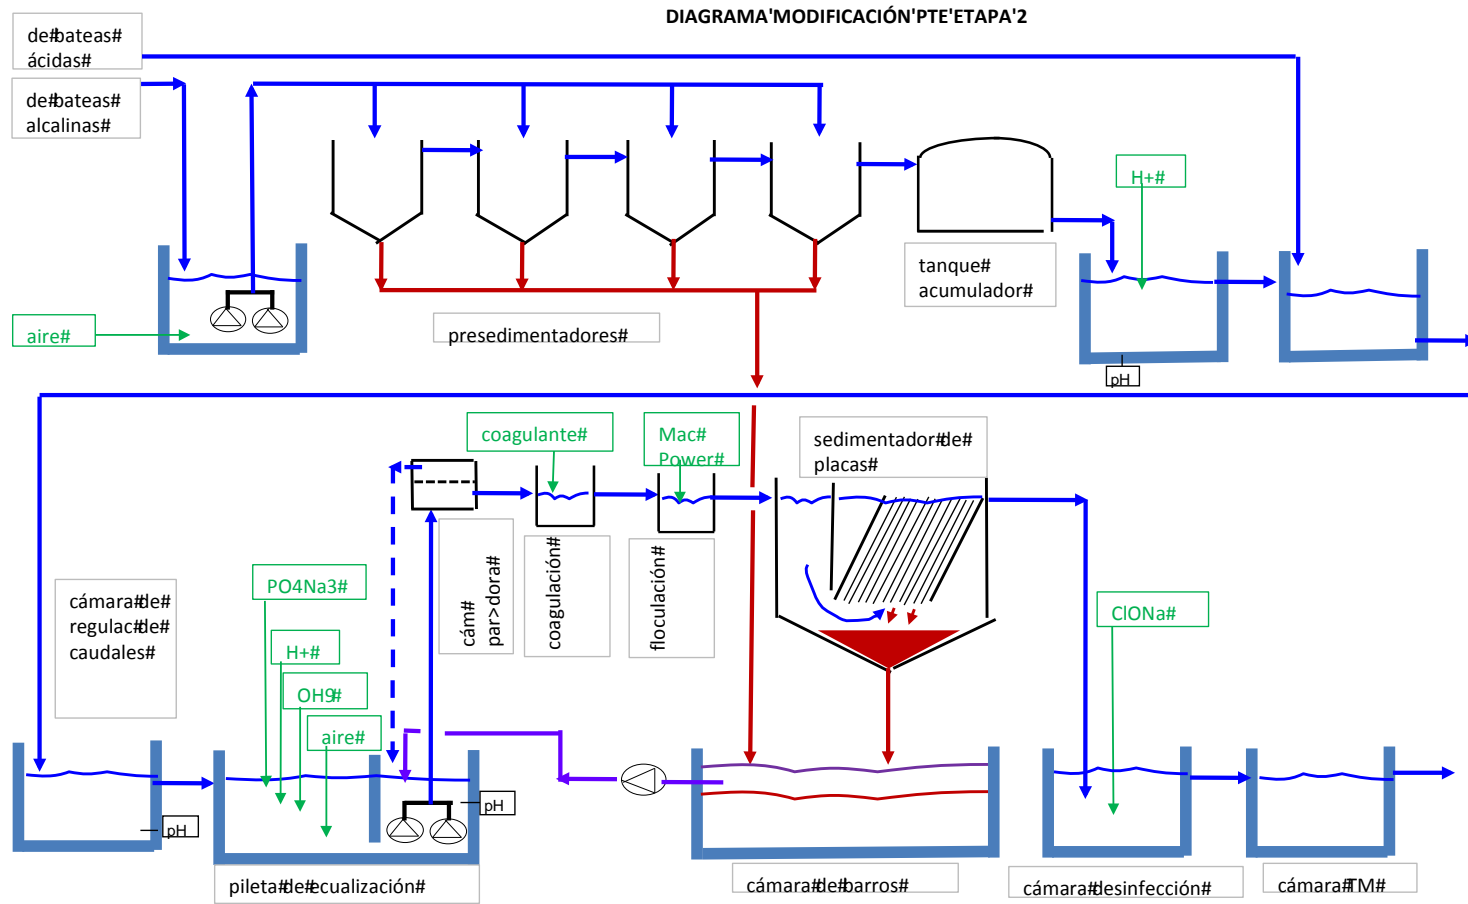 DIAGRAMA'MODIFICACIÓN'PTE'ETAPA'2
de#bateas#
ácidas#
de#bateas#
alcalinas#
H+#
tanque#
acumulador#
aire#
presedimentadores#
pH
coagulante#
Mac#
Power#
sedimentador#de#
placas#
cám#
par>dora#
coagulación#
floculación#
PO4Na3#
cámara#de#
regulac#de#
caudales#
H+#
OH9#
aire#
ClONa#
pH
pH
pileta#de#ecualización#
cámara#de#barros#
cámara#desinfección#
cámara#TM#